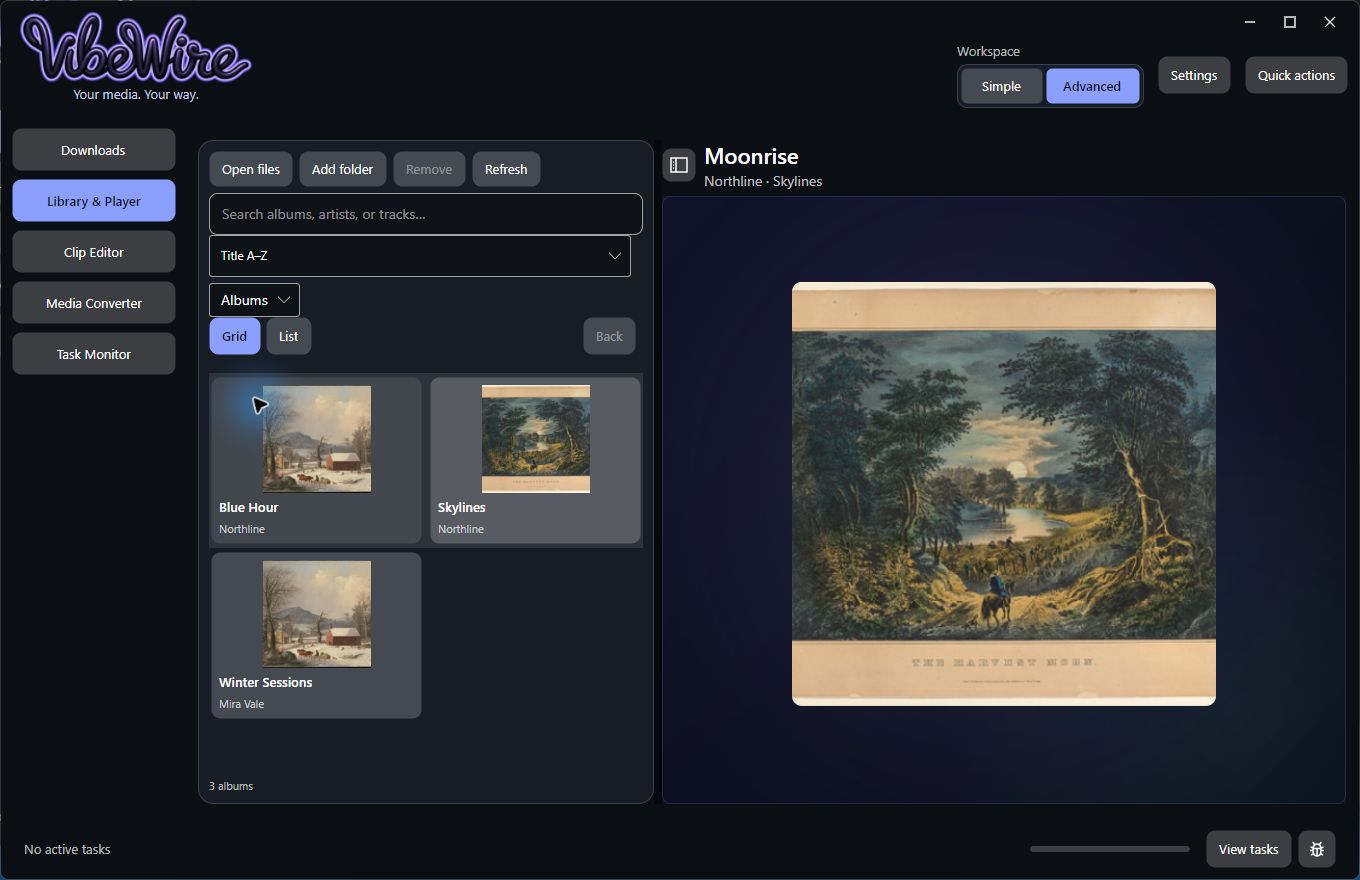 VibeWire
Your media. Your way.
Workspace
Simple
Advanced
Settings
Quick actions
Downloads
Library & Player
Clip Editor
Media Converter
Task Monitor
Open files
Add folder
Remove
Refresh
Search albums, artists, or tracks...
Title A–Z
Albums
Grid
List
Back
Blue Hour
Northline
Skylines
Northline
Winter Sessions
Mira Vale
3 albums
Moonrise
Northline · Skylines
THE HARVEST MOON.
No active tasks
View tasks